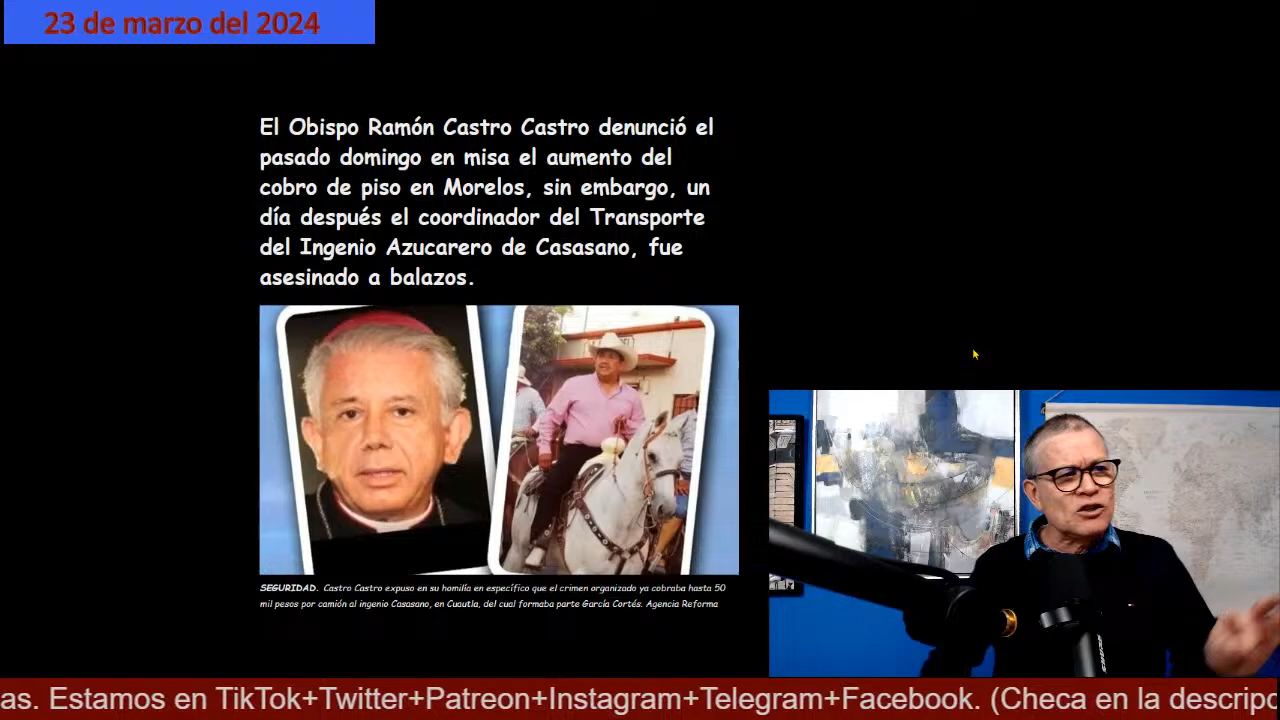 23 de marzo del 2024
El Obispo Ramón Castro Castro denunció el
pasado domingo en misa el aumento del
cobro de piso en Morelos, sin embargo, un
día después el coordinador del Transporte
del Ingenio Azucarero de Casasano, fue
asesinado a balazos.
SEGURIDAD. Castro Castro expuso en su homilía en específico que el crimen organizado ya cobraba hasta 50
mil pesos por camión al ingenio Casasano, en Cuautla, del cual formaba parte García Cortés. Agencia Reforma
as. Estamos en TikTok+Twitter+Patreon+Instagram+Telegram+Facebook. (Checa en la descripc